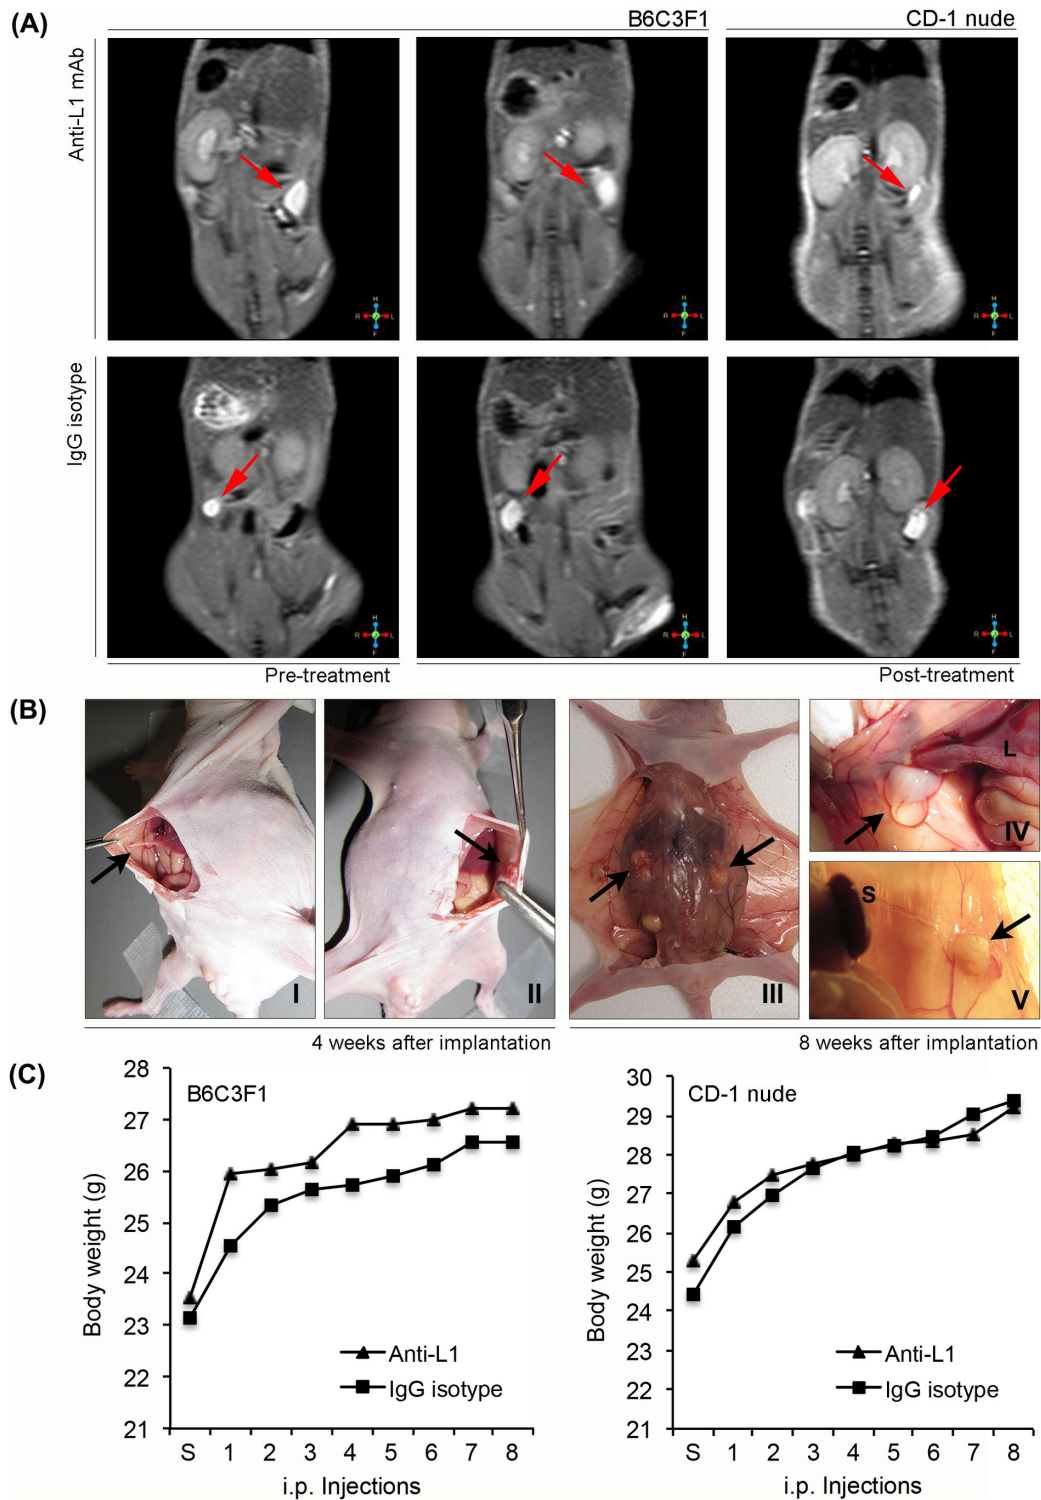 (A)
B6C3F1
CD-1 nude
Anti-L1 mAb
H
R A L
F
H
R A L
F
H
R A L
F
IgG isotype
H
R A L
F
H
R A L
F
H
R A L
F
Pre-treatment
Post-treatment
(B)
I
II
III
L
IV
S
V
4 weeks after implantation
8 weeks after implantation
(C)
B6C3F1
28
27
26
25
24
23
22
21
Body weight (g)
Anti-L1
IgG isotype
S 1 2 3 4 5 6 7 8
i.p. Injections
CD-1 nude
30
29
28
27
26
25
24
23
22
21
Body weight (g)
Anti-L1
IgG isotype
S 1 2 3 4 5 6 7 8
i.p. Injections